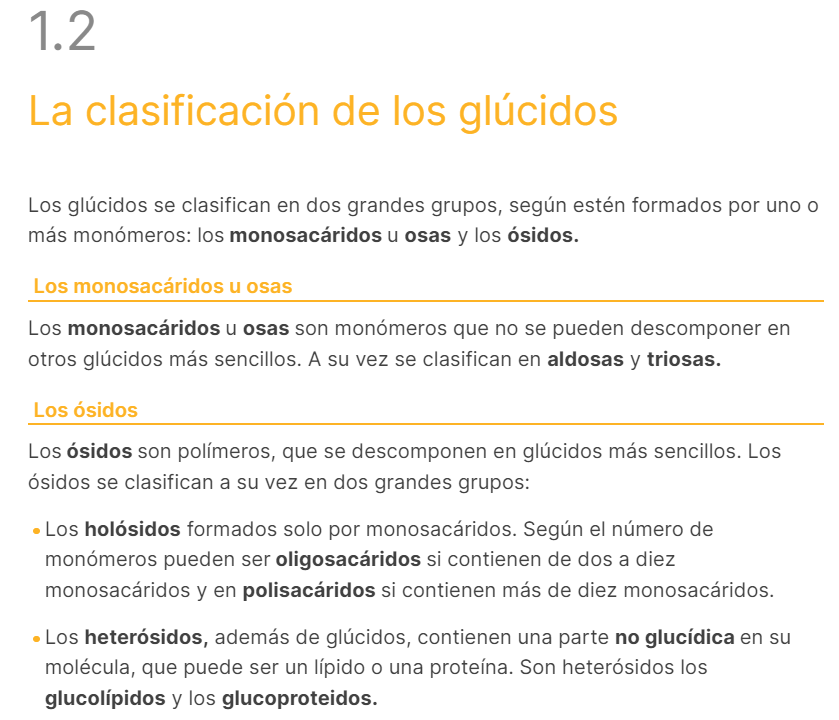 1.2
La clasificación de los glúcidos
Los glúcidos se clasifican en dos grandes grupos, según estén formados por uno o
más monómeros: los monosacáridos u osas y los ósidos.
Los monosacáridos u osas
Los monosacáridos u osas son monómeros que no se pueden descomponer en
otros glúcidos más sencillos. A su vez se clasifican en aldosas y triosas.
Los ósidos
Los ósidos son polímeros, que se descomponen en glúcidos más sencillos. Los
ósidos se clasifican a su vez en dos grandes grupos:
• Los holósidos formados solo por monosacáridos. Según el número de
monómeros pueden ser oligosacáridos si contienen de dos a diez
monosacáridos y en polisacáridos si contienen más de diez monosacáridos.
• Los heterósidos, además de glúcidos, contienen una parte no glucídica en su
molécula, que puede ser un lípido o una proteína. Son heterósidos los
glucolípidos y los glucoproteidos.